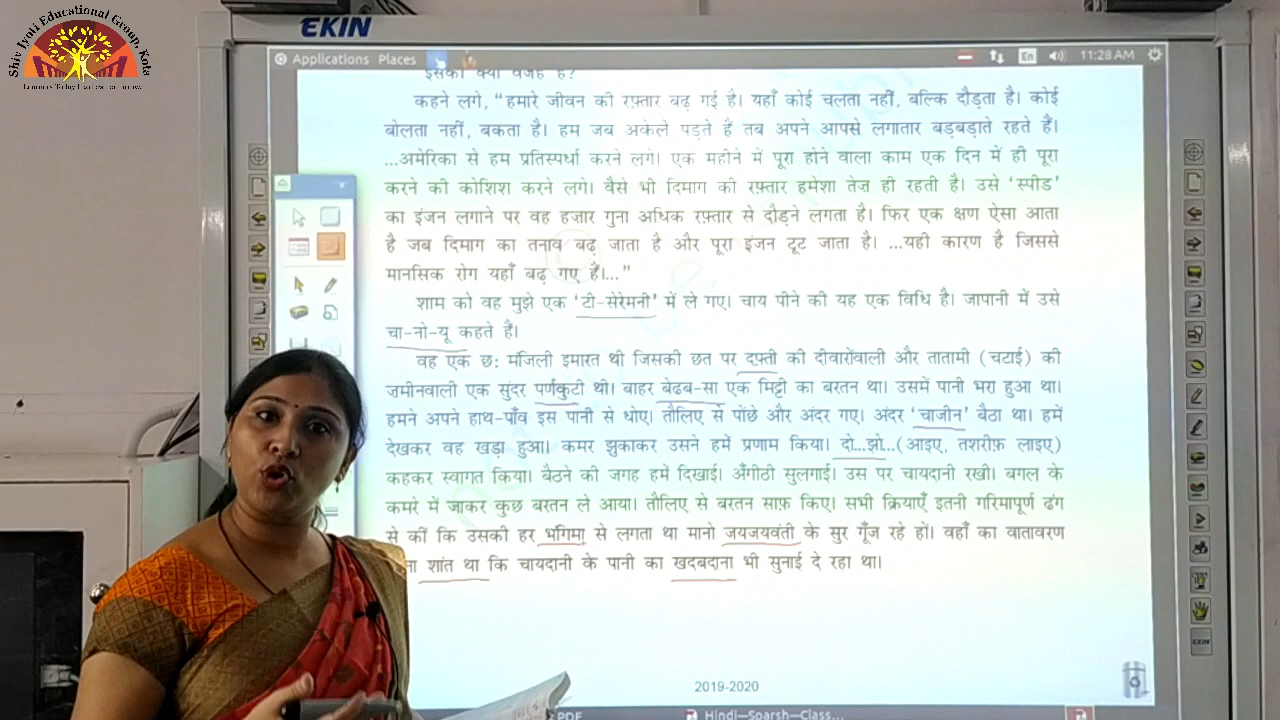 Shiv Jyoti Educational Group, Kota
EKIN
Applications Places
En
11:28 AM
इसकी क्या वजह है?
कहने लगे, “हमारे जीवन की रफ़्तार बढ़ गई है। यहाँ कोई चलता नहीं, बल्कि दौड़ता है। कोई
बोलता नहीं, बकता है। हम जब अकेले पड़ते हैं तब अपने आपसे लगातार बड़बड़ाते रहते हैं।
...अमेरिका से हम प्रतिस्पर्धा करने लगे। एक महीने में पूरा होने वाला काम एक दिन में ही पूरा
करने की कोशिश करने लगे। वैसे भी दिमाग की रफ़्तार हमेशा तेज़ ही रहती है। उसे ‘स्पीड’
का इंजन लगाने पर वह हज़ार गुना अधिक रफ़्तार से दौड़ने लगता है। फिर एक क्षण ऐसा आता
है जब दिमाग का तनाव बढ़ जाता है और पूरा इंजन टूट जाता है। ...यही कारण है जिससे
मानसिक रोग यहाँ बढ़ गए हैं।...”
शाम को वह मुझे एक ‘टी-सेरेमनी’ में ले गए। चाय पीने की यह एक विधि है। जापानी में उसे
चा-नो-यू कहते हैं।
वह एक छ: मंजिली इमारत थी जिसकी छत पर दफ़्ती की दीवारोंवाली और तातामी (चटाई) की
ज़मीनवाली एक सुंदर पर्णकुटी थी। बाहर बेढब-सा एक मिट्टी का बरतन था। उसमें पानी भरा हुआ था।
हमने अपने हाथ-पाँव इस पानी से धोए। तौलिए से पोंछे और अंदर गए। अंदर ‘चाजीन’ बैठा था। हमें
देखकर वह खड़ा हुआ। कमर झुकाकर उसने हमें प्रणाम किया। दो...झो...(आइए, तशरीफ़ लाइए)
कहकर स्वागत किया। बैठने की जगह हमें दिखाई। अँगीठी सुलगाई। उस पर चायदानी रखी। बगल के
कमरे में जाकर कुछ बरतन ले आया। तौलिए से बरतन साफ़ किए। सभी क्रियाएँ इतनी गरिमापूर्ण ढंग
से कीं कि उसकी हर भंगिमा से लगता था मानो जयजयवंती के सुर गूँज रहे हों। वहाँ का वातावरण
शांत था कि चायदानी के पानी का खदबदाना भी सुनाई दे रहा था।
2019-2020
PDF
Hindi—Sparsh—Class...
EKIN